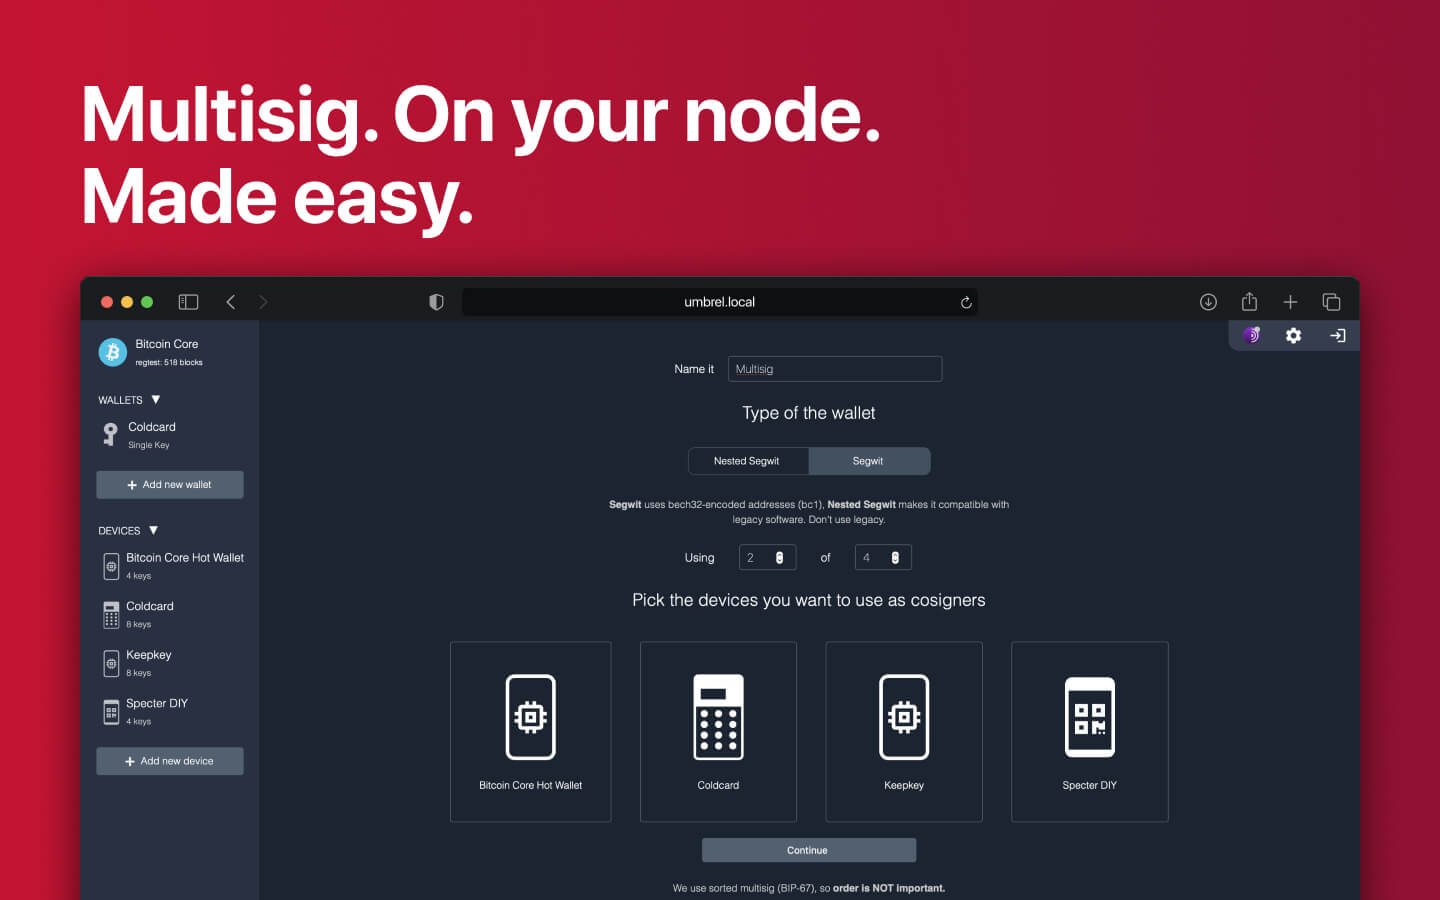 Multisig. On your node.
Made easy.
umbrel.local
Bitcoin Core
regtest: 518 blocks
WALLETS
Coldcard
Single Key
+ Add new wallet
DEVICES
Bitcoin Core Hot Wallet
4 keys
Coldcard
8 keys
Keepkey
8 keys
Specter DIY
4 keys
+ Add new device
Name it Multisig
Type of the wallet
Nested Segwit Segwit
Segwit uses bech32-encoded addresses (bc1), Nested Segwit makes it compatible with
legacy software. Don't use legacy.
Using 2 of 4
Pick the devices you want to use as cosigners
Bitcoin Core Hot Wallet Coldcard Keepkey Specter DIY
Continue
We use sorted multisig (BIP-67), so order is NOT important.